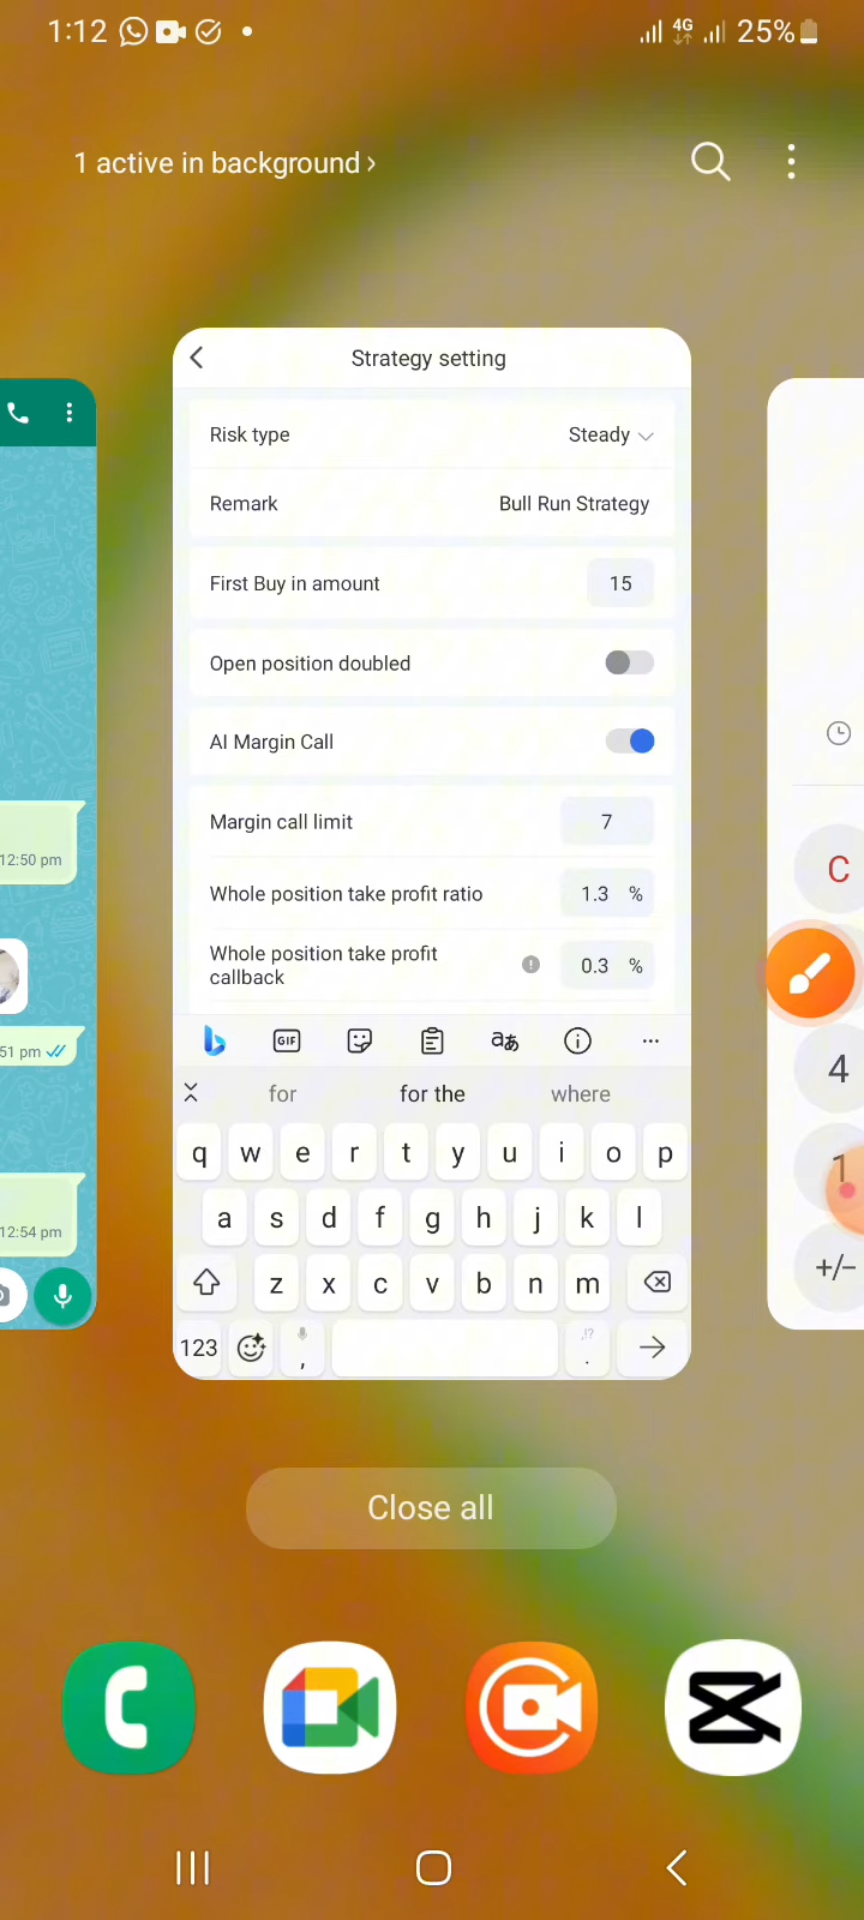 1:12
4G
25%
1 active in background ›
Strategy setting
Risk type Steady
Remark Bull Run Strategy
First Buy in amount 15
Open position doubled
AI Margin Call
Margin call limit 7
Whole position take profit ratio 1.3 %
Whole position take profit
callback 0.3 %
12:50 pm
51 pm
12:54 pm
GIF
aあ
for for the where
q w e r t y u i o p
a s d f g h j k l
z x c v b n m
123 , ,!? .
C
4
1
+/−
Close all